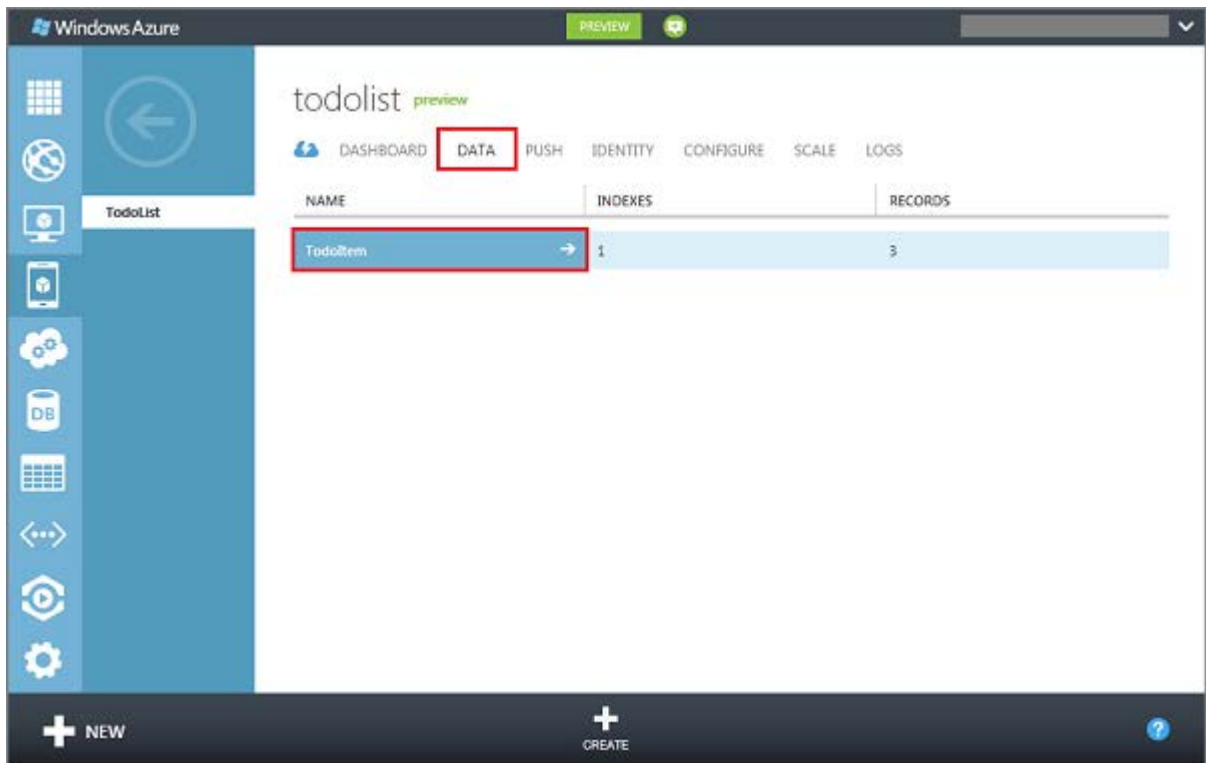 Windows Azure PREVIEW
todolist preview
DASHBOARD DATA PUSH IDENTITY CONFIGURE SCALE LOGS
TodoList
NAME INDEXES RECORDS
TodoItem 1 3
DB
NEW CREATE ?